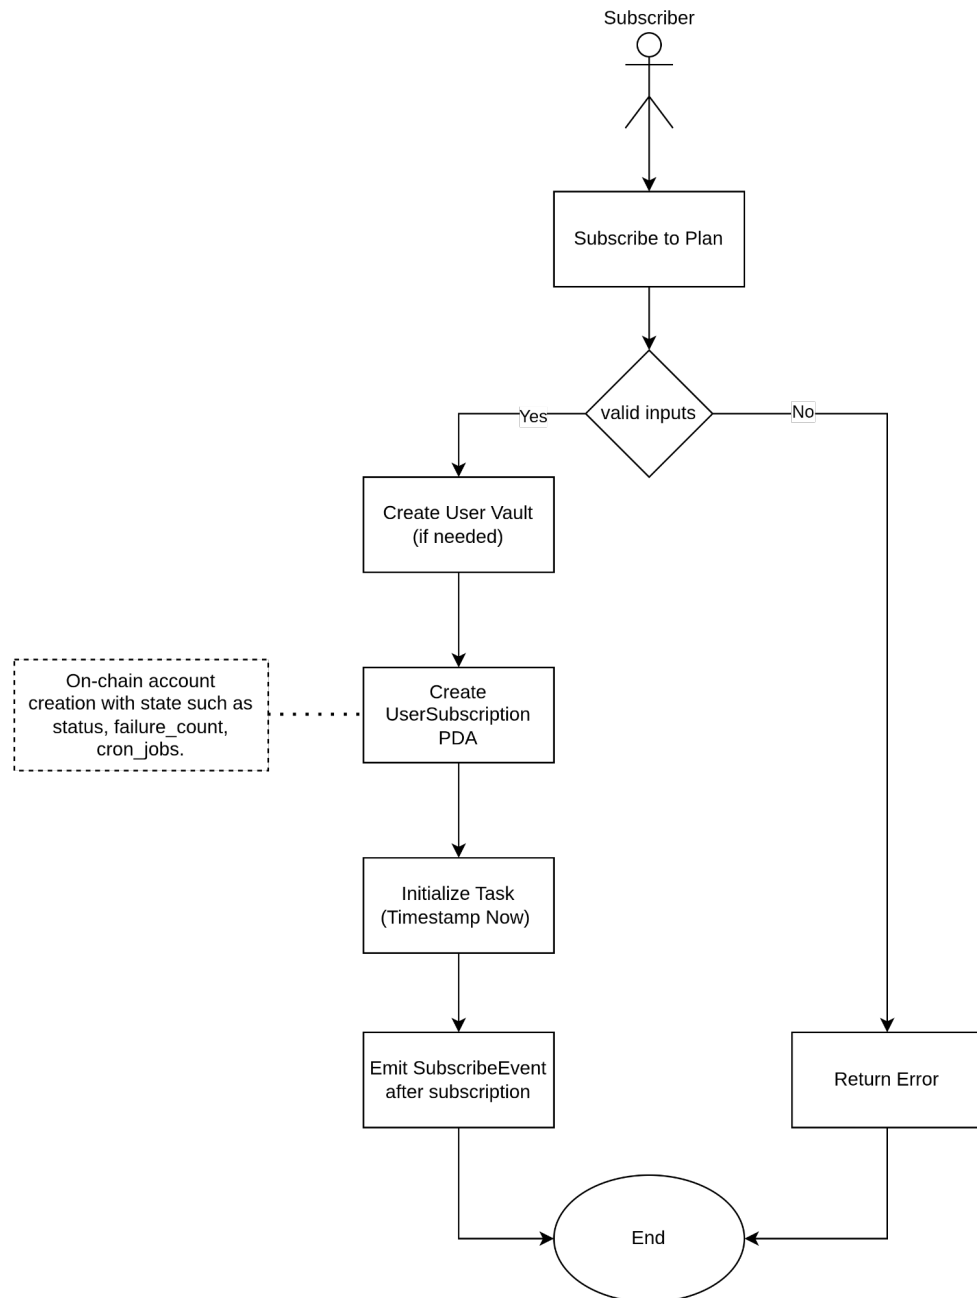 Subscriber
Subscribe to Plan
valid inputs
Yes
No
Create User Vault
(if needed)
On-chain account
creation with state such as
status, failure_count,
cron_jobs.
Create
UserSubscription
PDA
Initialize Task
(Timestamp Now)
Emit SubscribeEvent
after subscription
Return Error
End